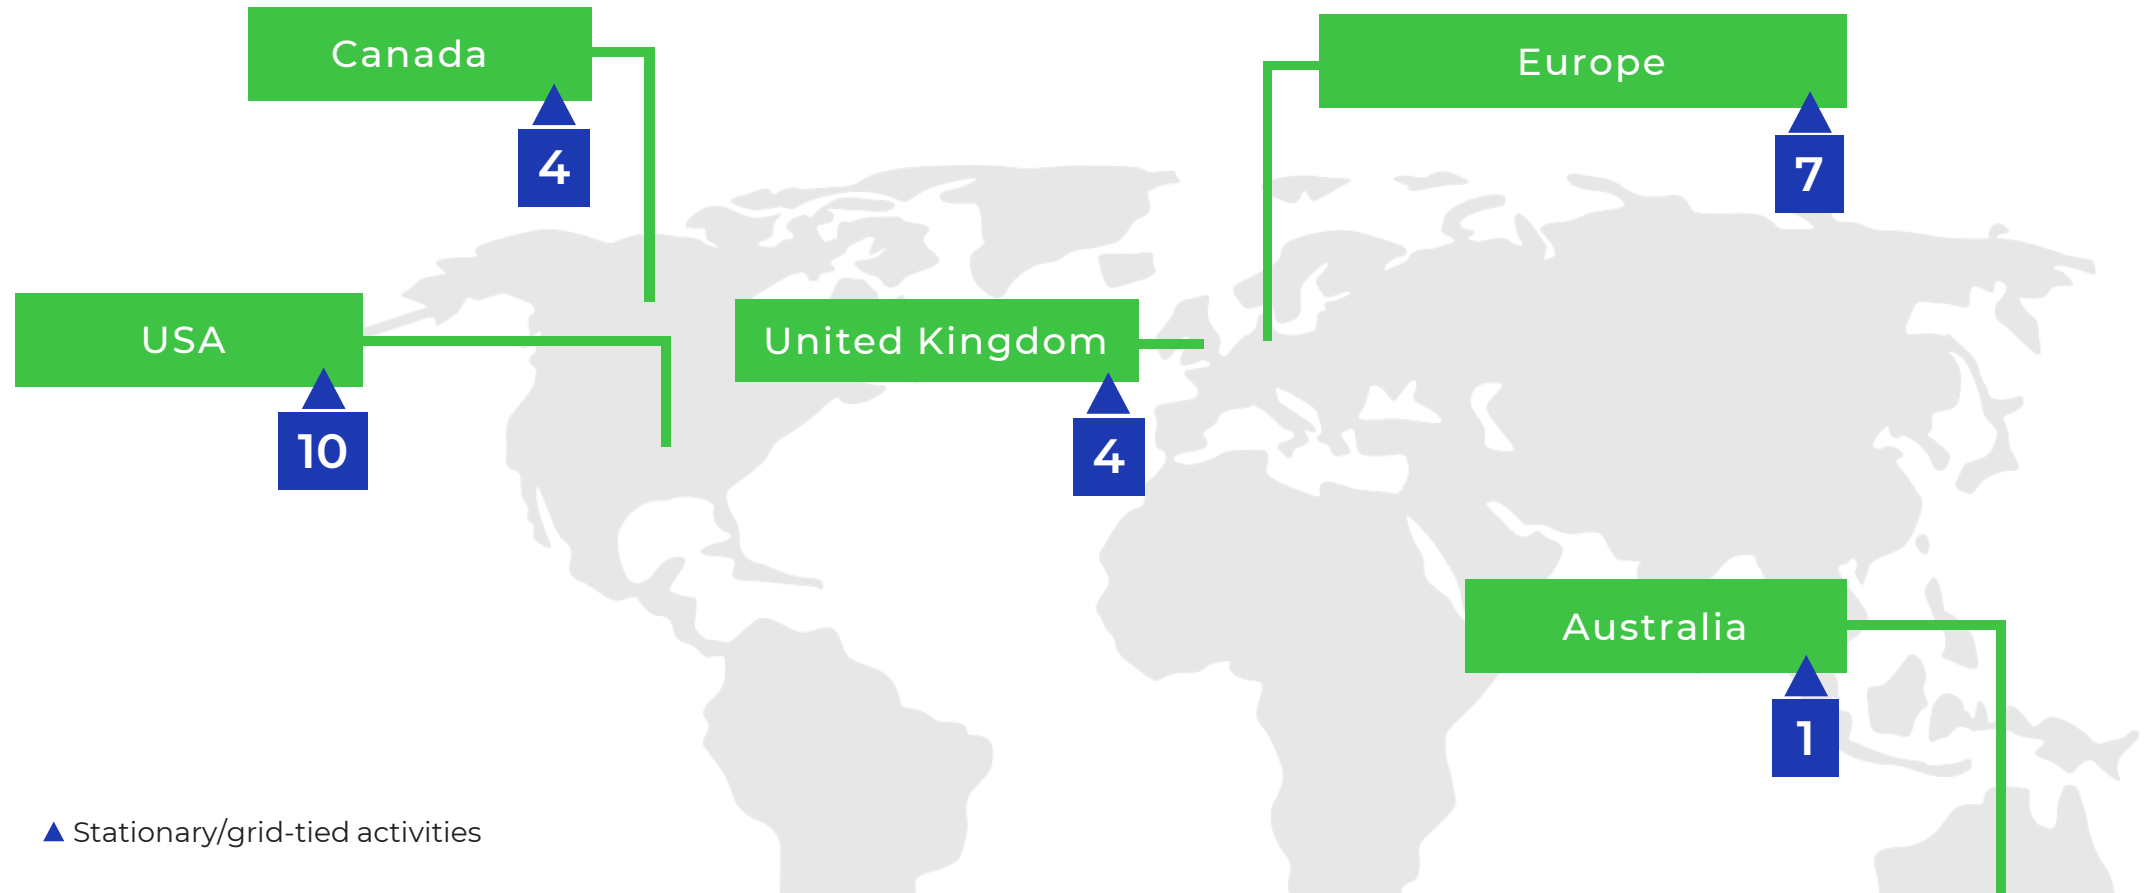 Canada
4
Europe
7
USA
10
United Kingdom
4
Australia
1
Stationary/grid-tied activities